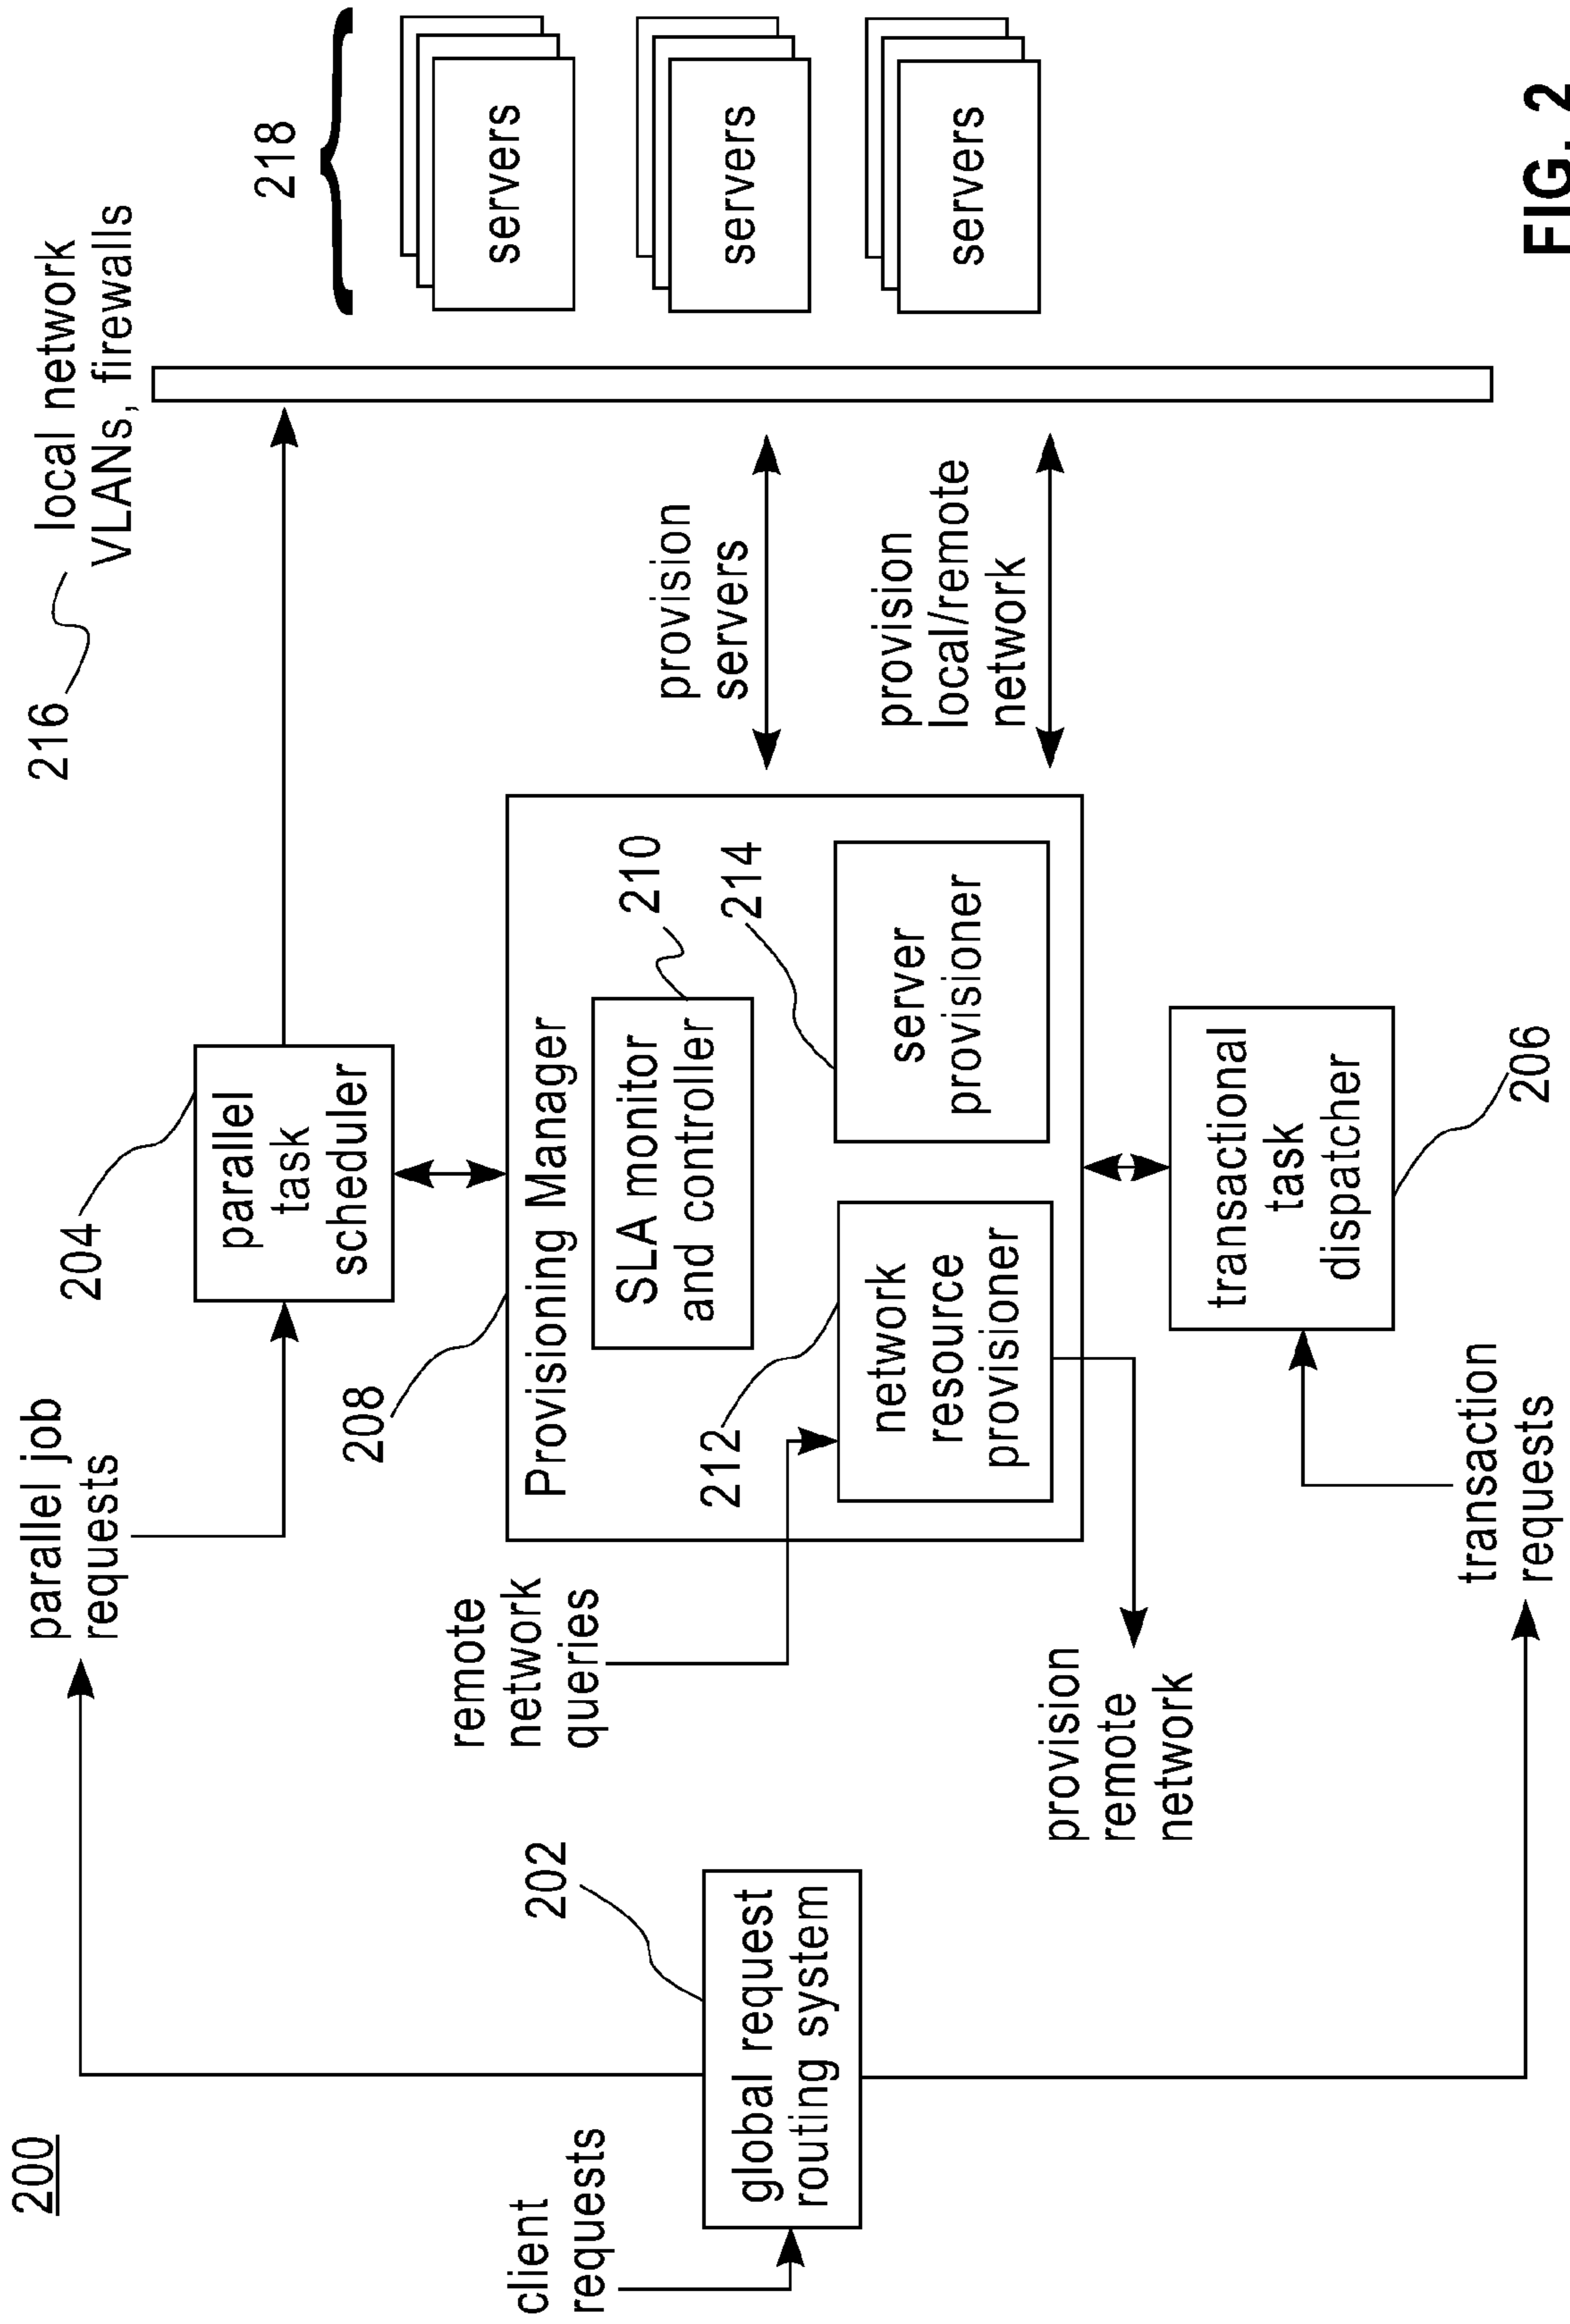 200
client
requests
global request
routing system
202
parallel job
requests
204
parallel
task
scheduler
216
local network
VLANs, firewalls
218
servers
servers
servers
remote
network
queries
208
Provisioning Manager
SLA monitor
and controller
210
212
network
resource
provisioner
214
server
provisioner
provision
servers
provision
local/remote
network
provision
remote
network
transaction
requests
transactional
task
dispatcher
206
FIG. 2